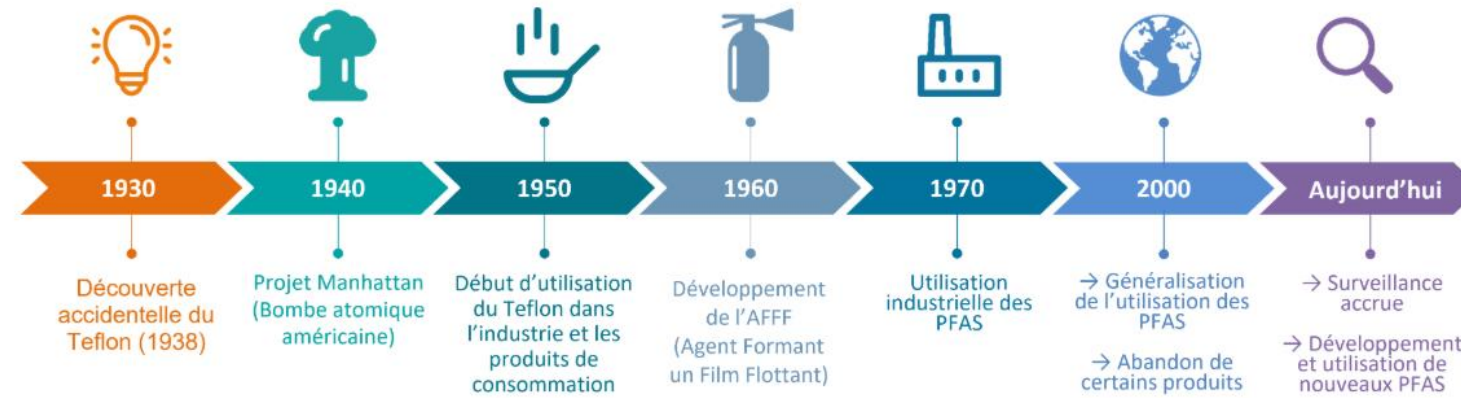 1930
1940
1950
1960
1970
2000
Aujourd'hui
Découverte
accidentelle du
Teflon (1938)
Projet Manhattan
(Bombe atomique
américaine)
Début d'utilisation
du Teflon dans
l'industrie et les
produits de
consommation
Développement
de l'AFFF
(Agent Formant
un Film Flottant)
Utilisation
industrielle des
PFAS
→ Généralisation
de l'utilisation des
PFAS
→ Abandon de
certains produits
→ Surveillance
accrue
→ Développement
et utilisation de
nouveaux PFAS